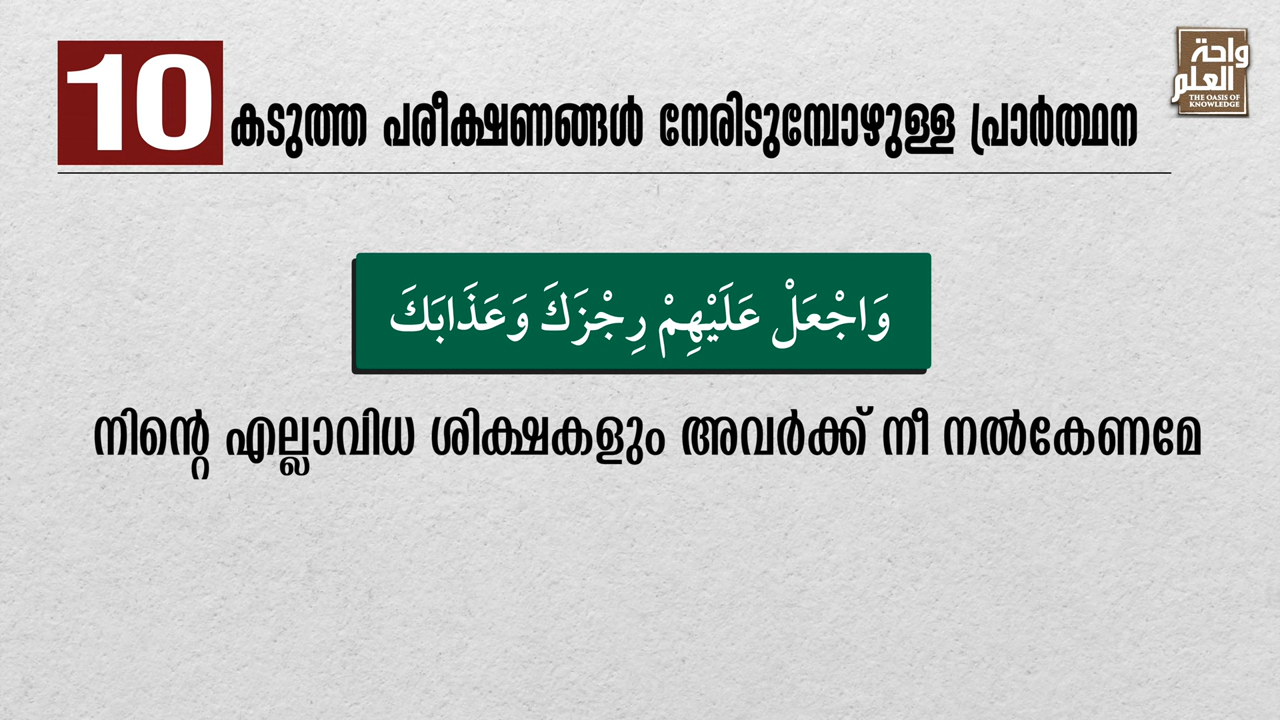 10 കടുത്ത പരീക്ഷണങ്ങൾ നേരിടുമ്പോഴുള്ള പ്രാർത്ഥന
واحة
العلم
THE OASIS OF
KNOWLEDGE
وَاجْعَلْ عَلَيْهِمْ رِجْزَكَ وَعَذَابَكَ
നിന്റെ എല്ലാവിധ ശിക്ഷകളും അവർക്ക് നീ നൽകേണമേ